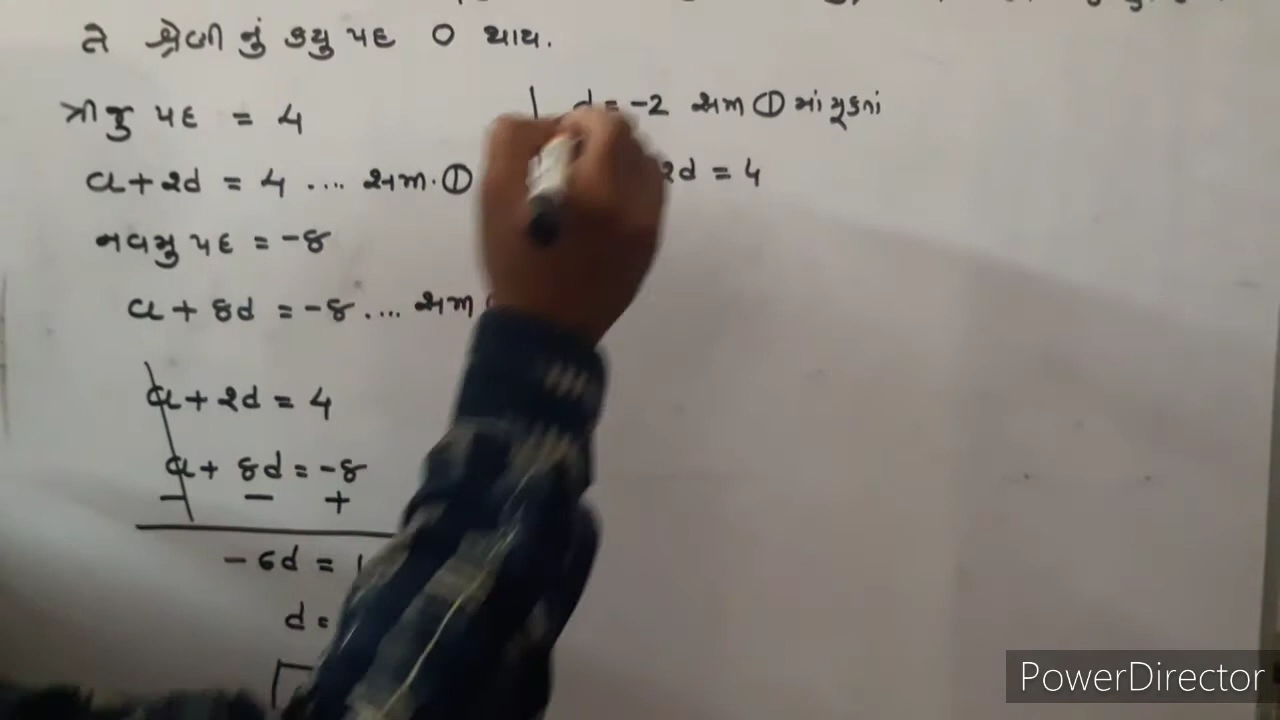 તે શ્રેણી નું કયુ પદ 0 થાય.
ત્રીજુ પદ = 4
a + 2d = 4 .... સમ. ①
નવમુ પદ = -8
a + 8d = -8 .... સમ
a + 2d = 4
a + 8d = -8
- - +
- 6d = 1
d =
d = -2 સમ ① માં મૂકતાં
2d = 4
PowerDirector